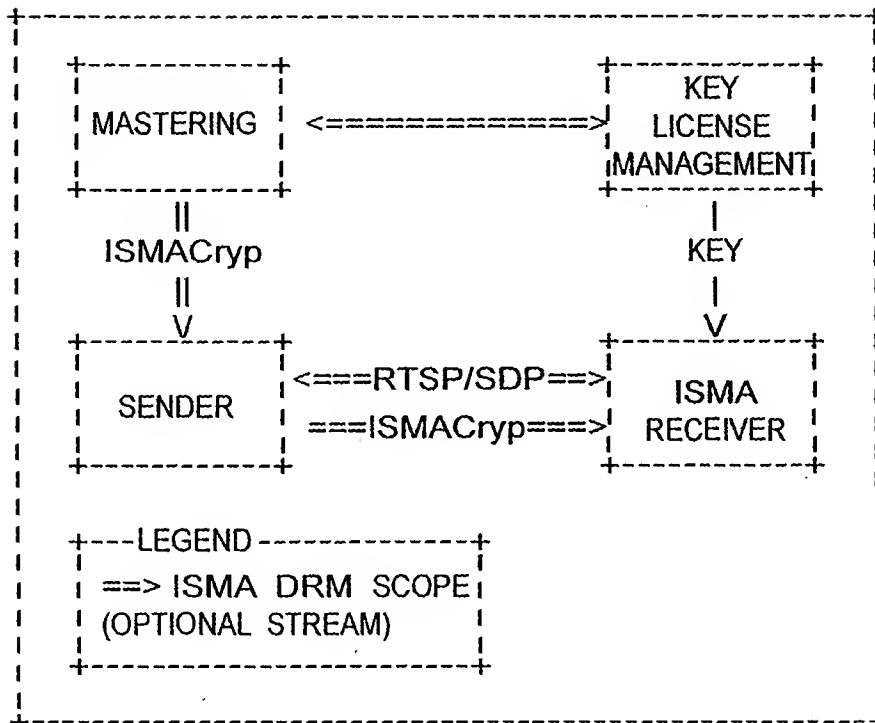 MASTERING <=============> KEY
LICENSE
MANAGEMENT
ISMACryp
KEY
SENDER
<===RTSP/SDP==>
===ISMACryp===>
ISMA
RECEIVER
LEGEND
==> ISMA DRM SCOPE
(OPTIONAL STREAM)